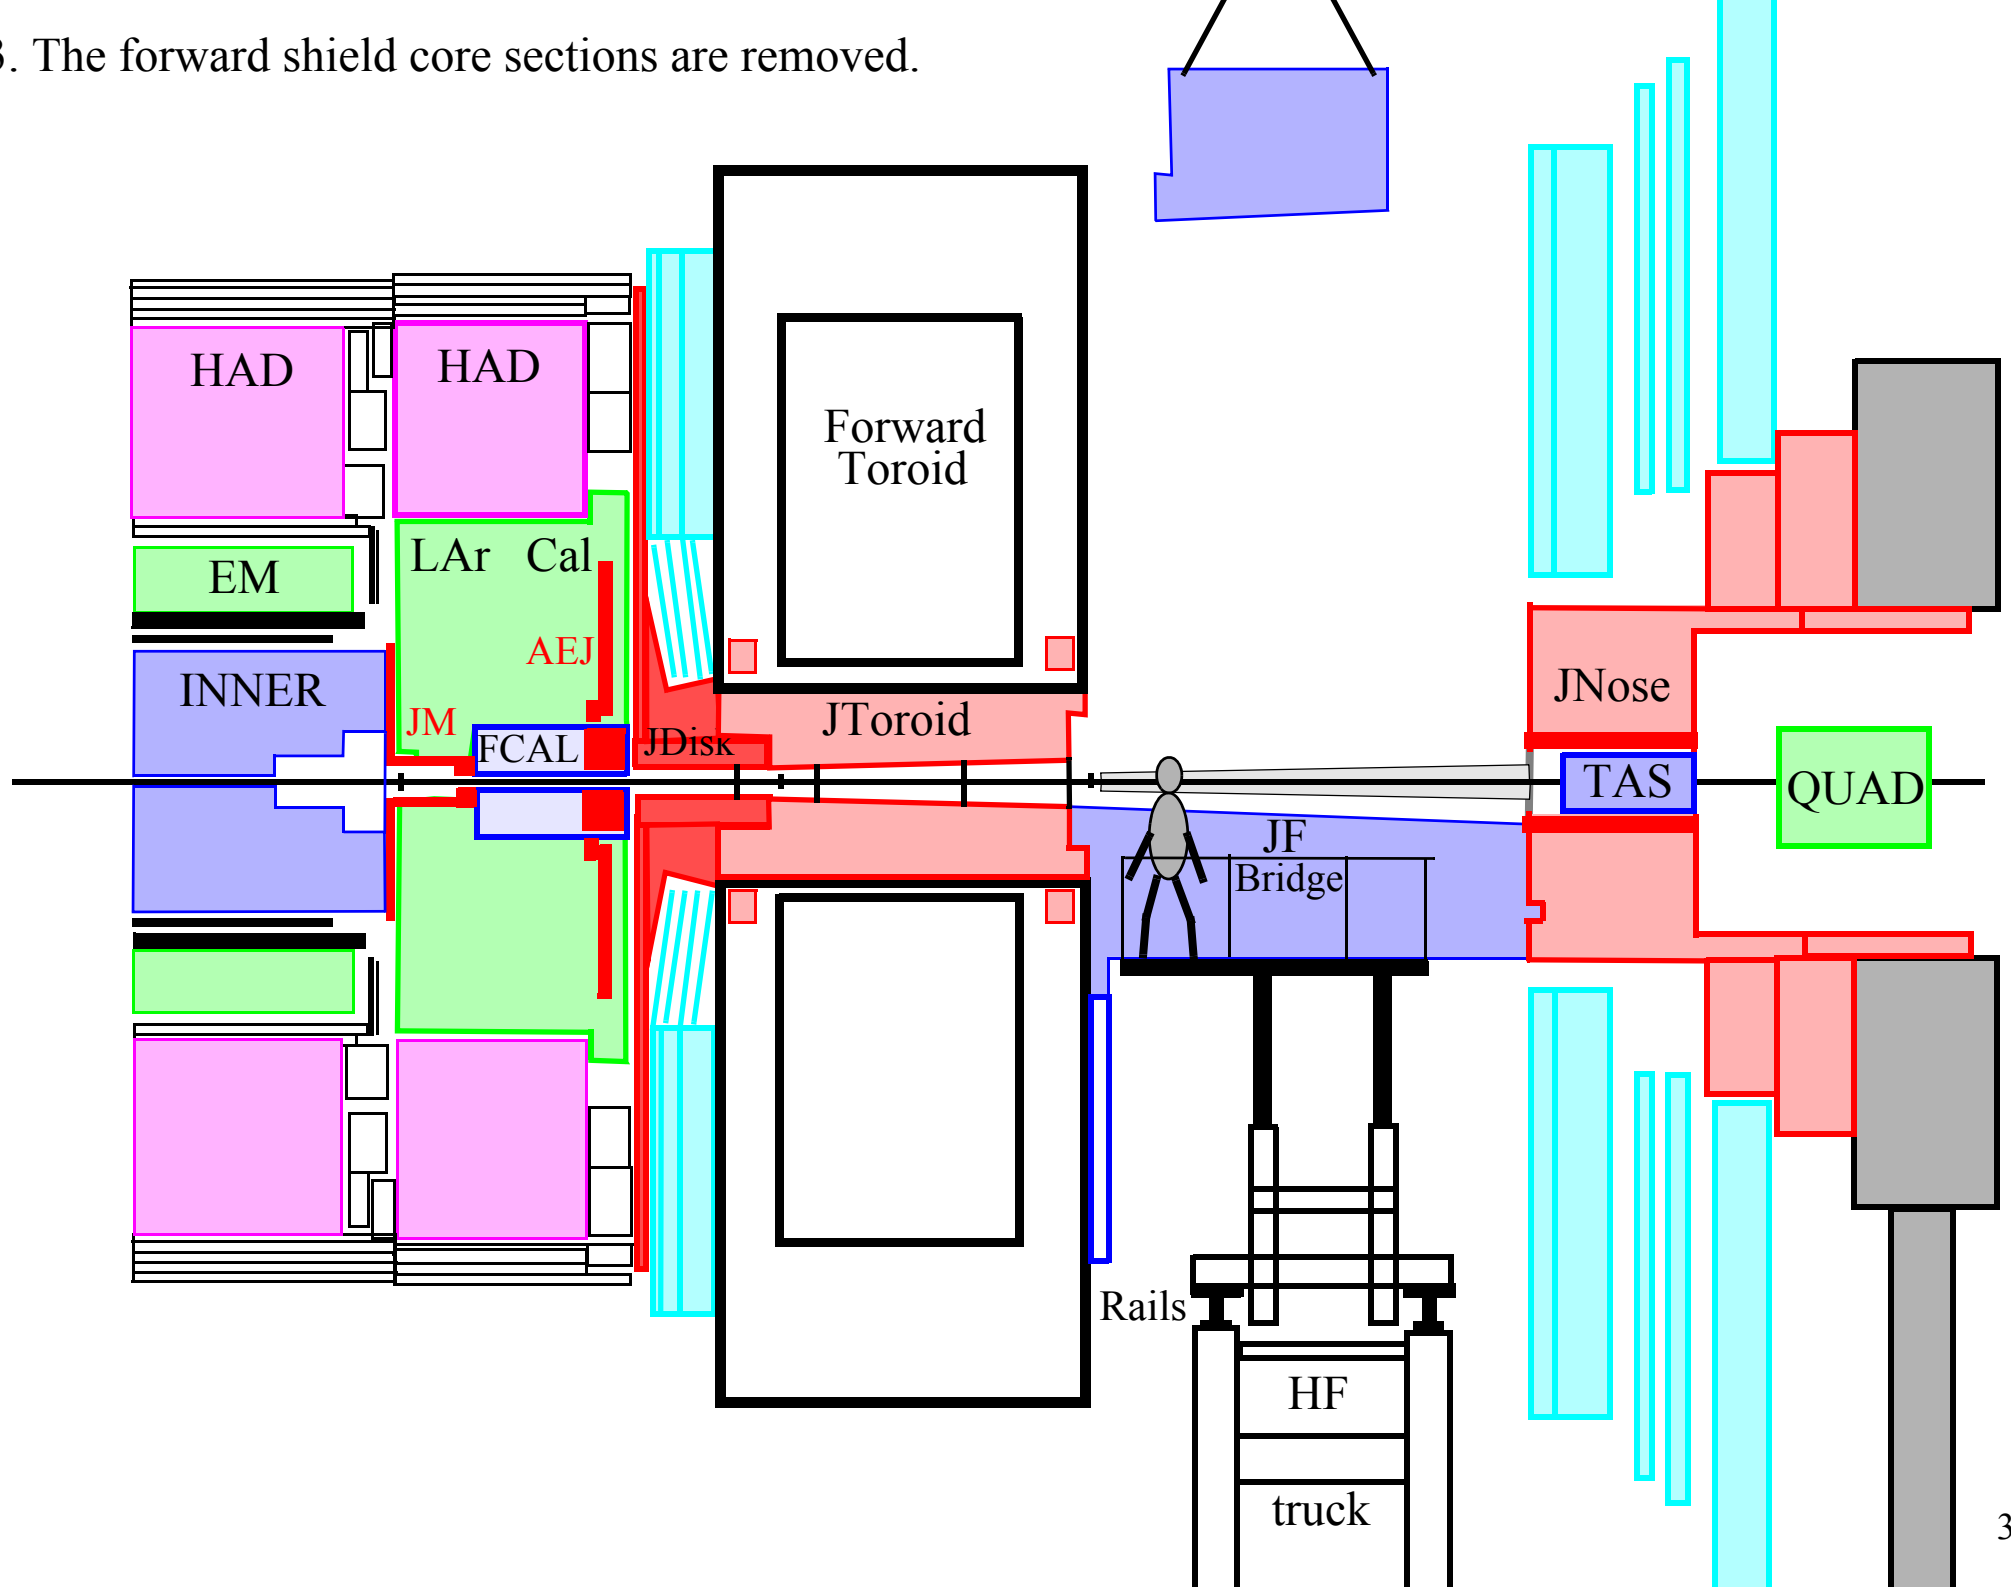 3. The forward shield core sections are removed.
HAD
HAD
Forward
Toroid
LAr Cal
EM
AEJ
INNER
JM
FCAL
JDisk
JToroid
JNose
TAS
QUAD
JF
Bridge
Rails
HF
truck
3